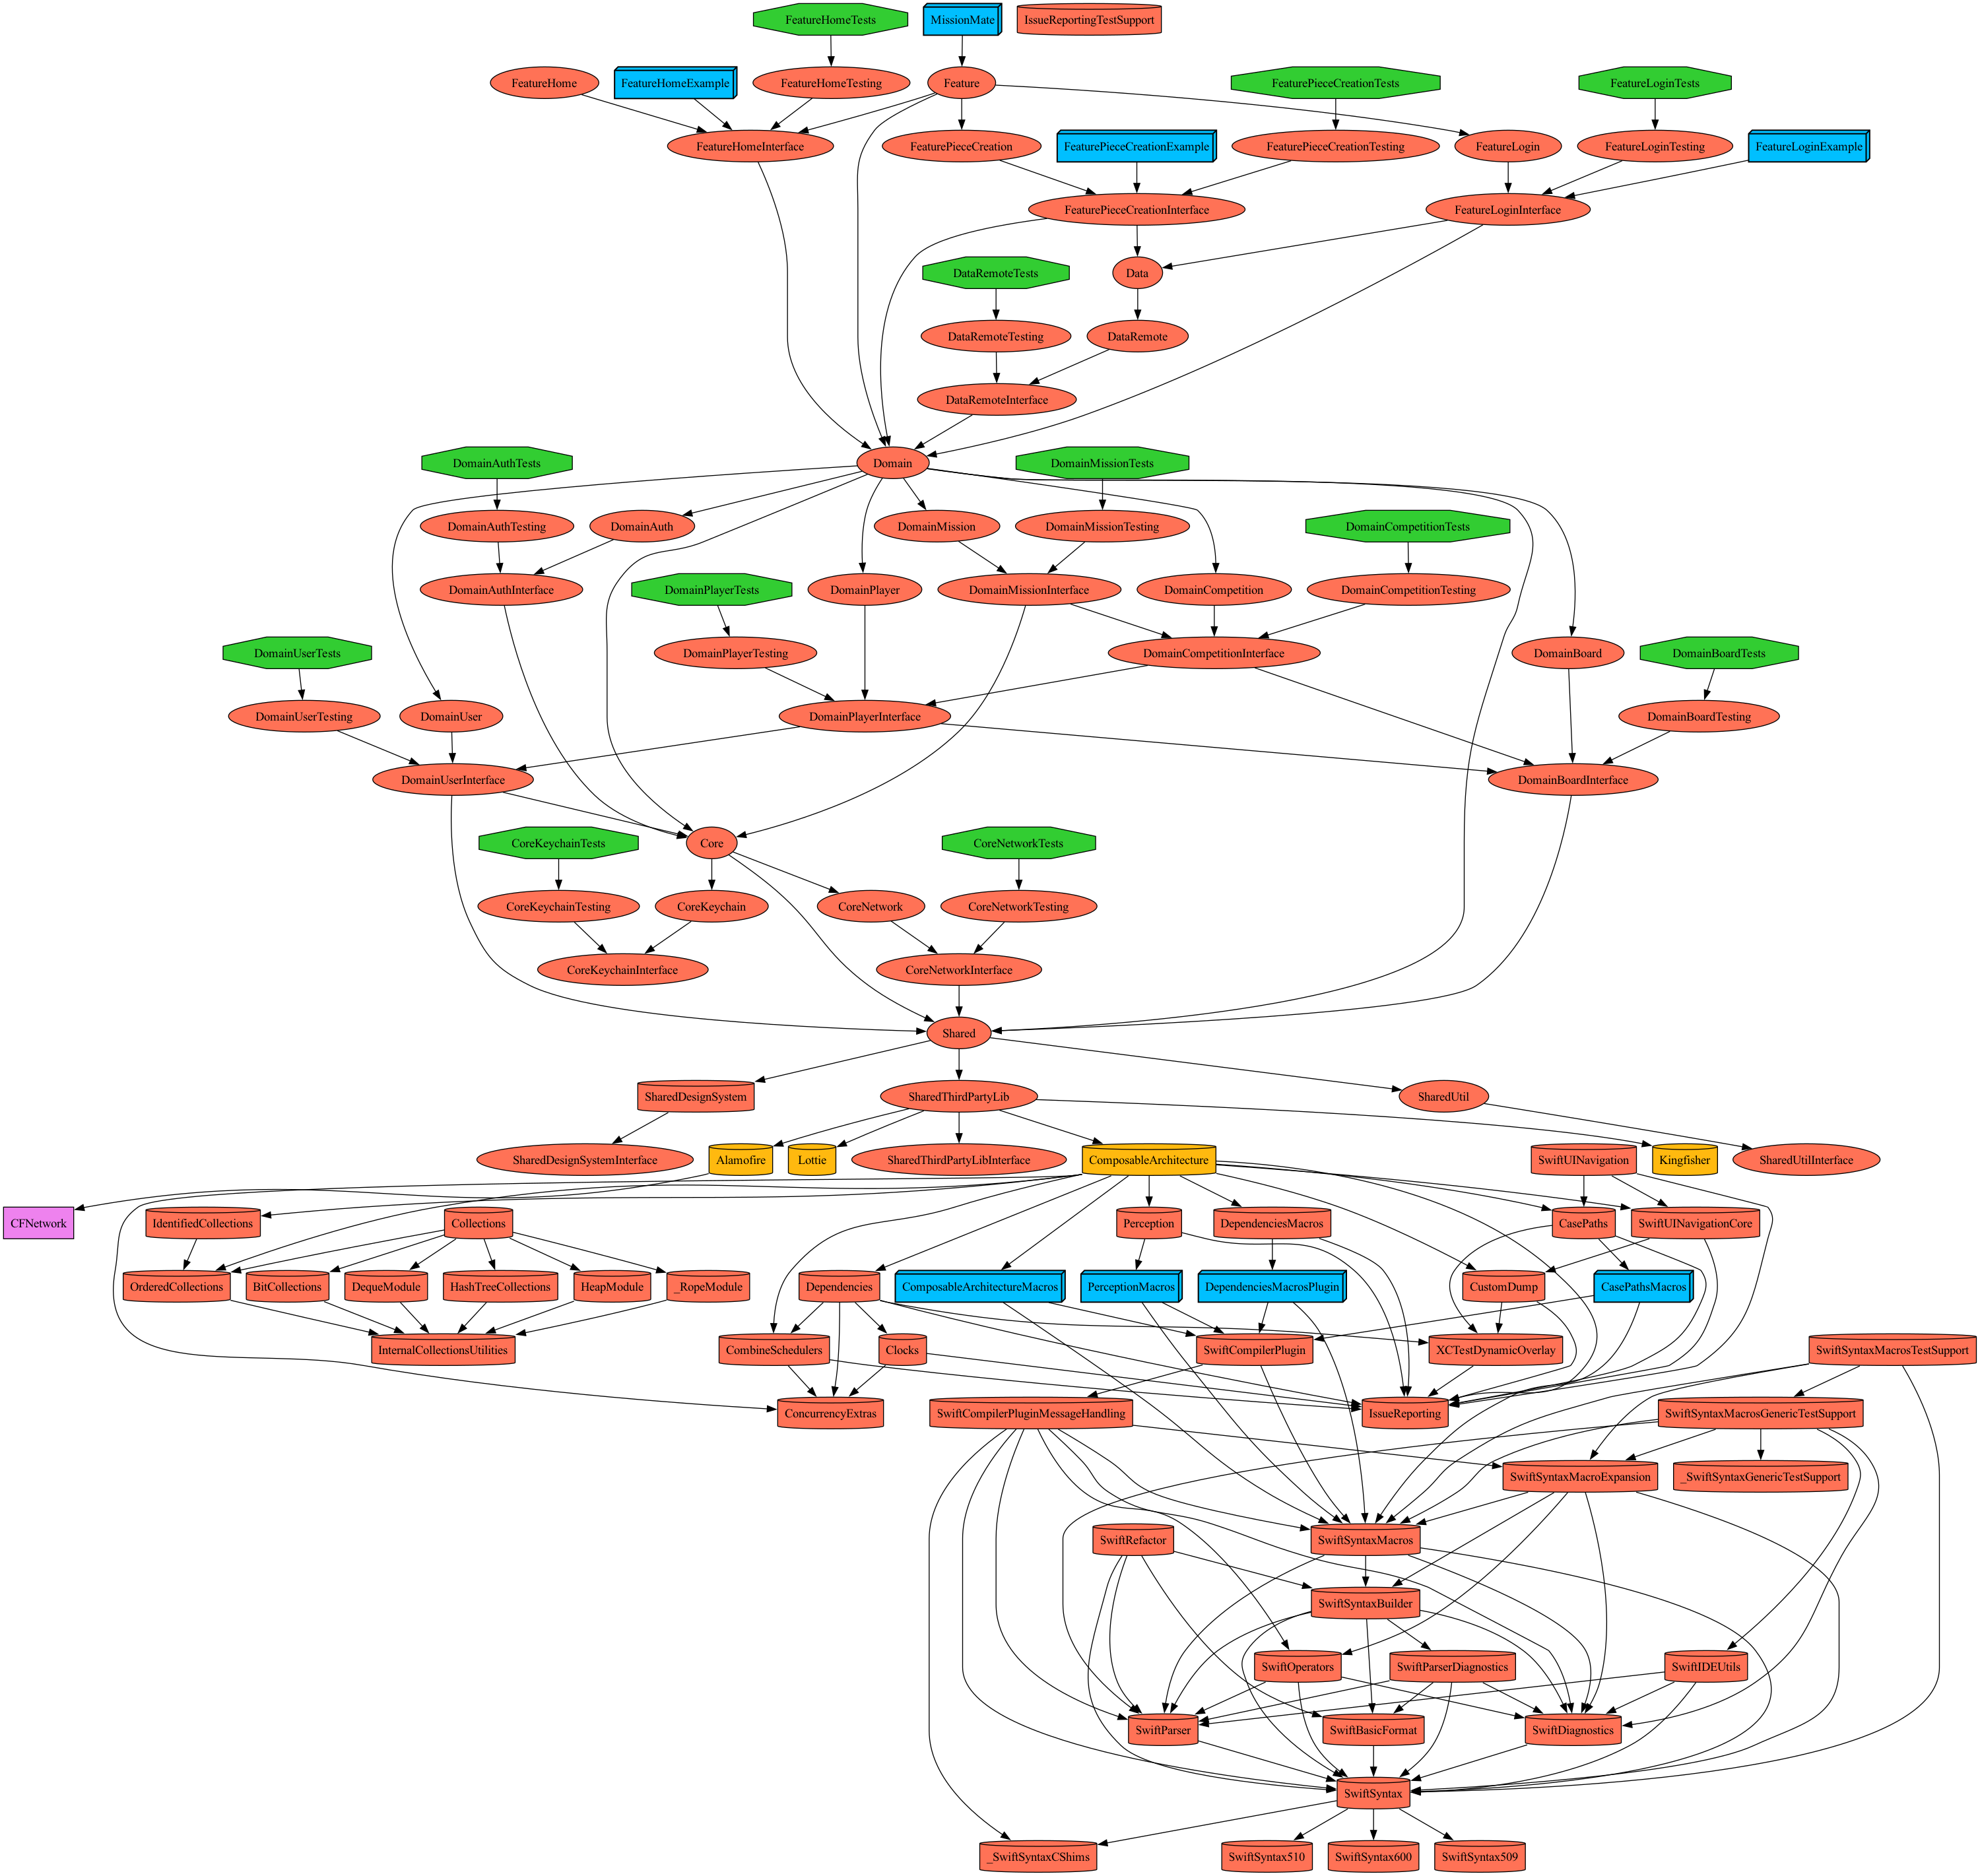 FeatureHomeTests
MissionMate
IssueReportingTestSupport
FeatureHome
FeatureHomeExample
FeatureHomeTesting
Feature
FeaturePieceCreationTests
FeatureLoginTests
FeatureHomeInterface
FeaturePieceCreation
FeaturePieceCreationExample
FeaturePieceCreationTesting
FeatureLogin
FeatureLoginTesting
FeatureLoginExample
FeaturePieceCreationInterface
FeatureLoginInterface
DataRemoteTests
Data
DataRemoteTesting
DataRemote
DataRemoteInterface
DomainAuthTests
Domain
DomainMissionTests
DomainAuthTesting
DomainAuth
DomainMission
DomainMissionTesting
DomainCompetitionTests
DomainAuthInterface
DomainPlayerTests
DomainPlayer
DomainMissionInterface
DomainCompetition
DomainCompetitionTesting
DomainUserTests
DomainPlayerTesting
DomainCompetitionInterface
DomainBoard
DomainBoardTests
DomainUserTesting
DomainUser
DomainPlayerInterface
DomainBoardTesting
DomainUserInterface
DomainBoardInterface
CoreKeychainTests
Core
CoreNetworkTests
CoreKeychainTesting
CoreKeychain
CoreNetwork
CoreNetworkTesting
CoreKeychainInterface
CoreNetworkInterface
Shared
SharedDesignSystem
SharedThirdPartyLib
SharedUtil
SharedDesignSystemInterface
Alamofire
Lottie
SharedThirdPartyLibInterface
ComposableArchitecture
SwiftUINavigation
Kingfisher
SharedUtilInterface
CFNetwork
IdentifiedCollections
Collections
Perception
DependenciesMacros
CasePaths
SwiftUINavigationCore
OrderedCollections
BitCollections
DequeModule
HashTreeCollections
HeapModule
_RopeModule
Dependencies
ComposableArchitectureMacros
PerceptionMacros
DependenciesMacrosPlugin
CustomDump
CasePathsMacros
InternalCollectionsUtilities
CombineSchedulers
Clocks
SwiftCompilerPlugin
XCTestDynamicOverlay
SwiftSyntaxMacrosTestSupport
ConcurrencyExtras
SwiftCompilerPluginMessageHandling
IssueReporting
SwiftSyntaxMacrosGenericTestSupport
SwiftSyntaxMacroExpansion
_SwiftSyntaxGenericTestSupport
SwiftRefactor
SwiftSyntaxMacros
SwiftSyntaxBuilder
SwiftOperators
SwiftParserDiagnostics
SwiftIDEUtils
SwiftParser
SwiftBasicFormat
SwiftDiagnostics
SwiftSyntax
_SwiftSyntaxCShims
SwiftSyntax510
SwiftSyntax600
SwiftSyntax509